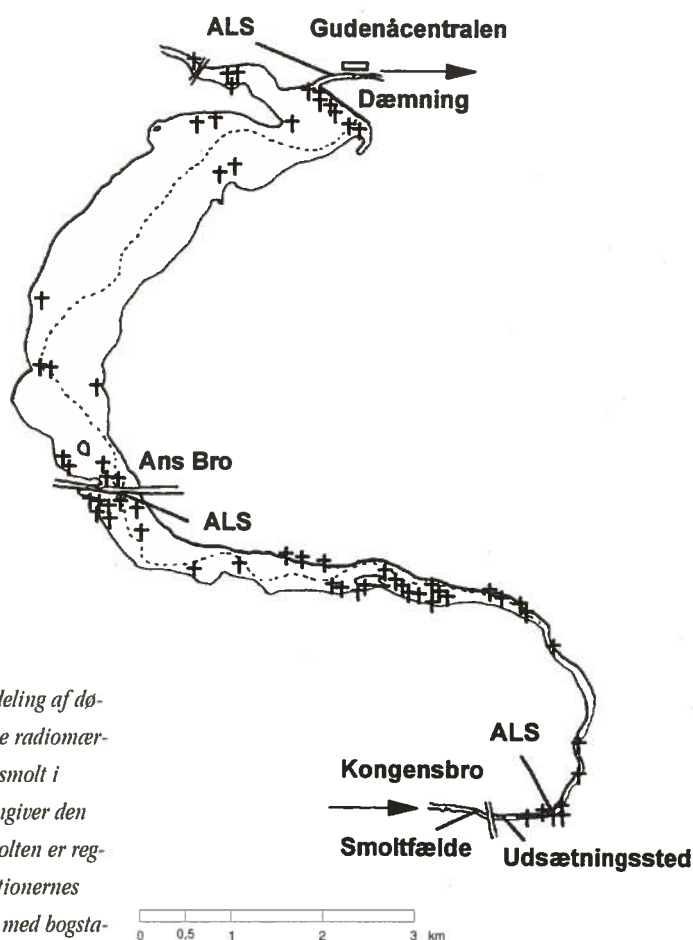 ALS
Gudenåcentralen
Dæmning
Ans Bro
ALS
ALS
Kongensbro
Smoltfælde
Udsætningssted
deling af dø-
e radiomær-
smolt i
ngiver den
olten er reg-
tionernes
med bogsta-
0 0,5 1 2 3 km